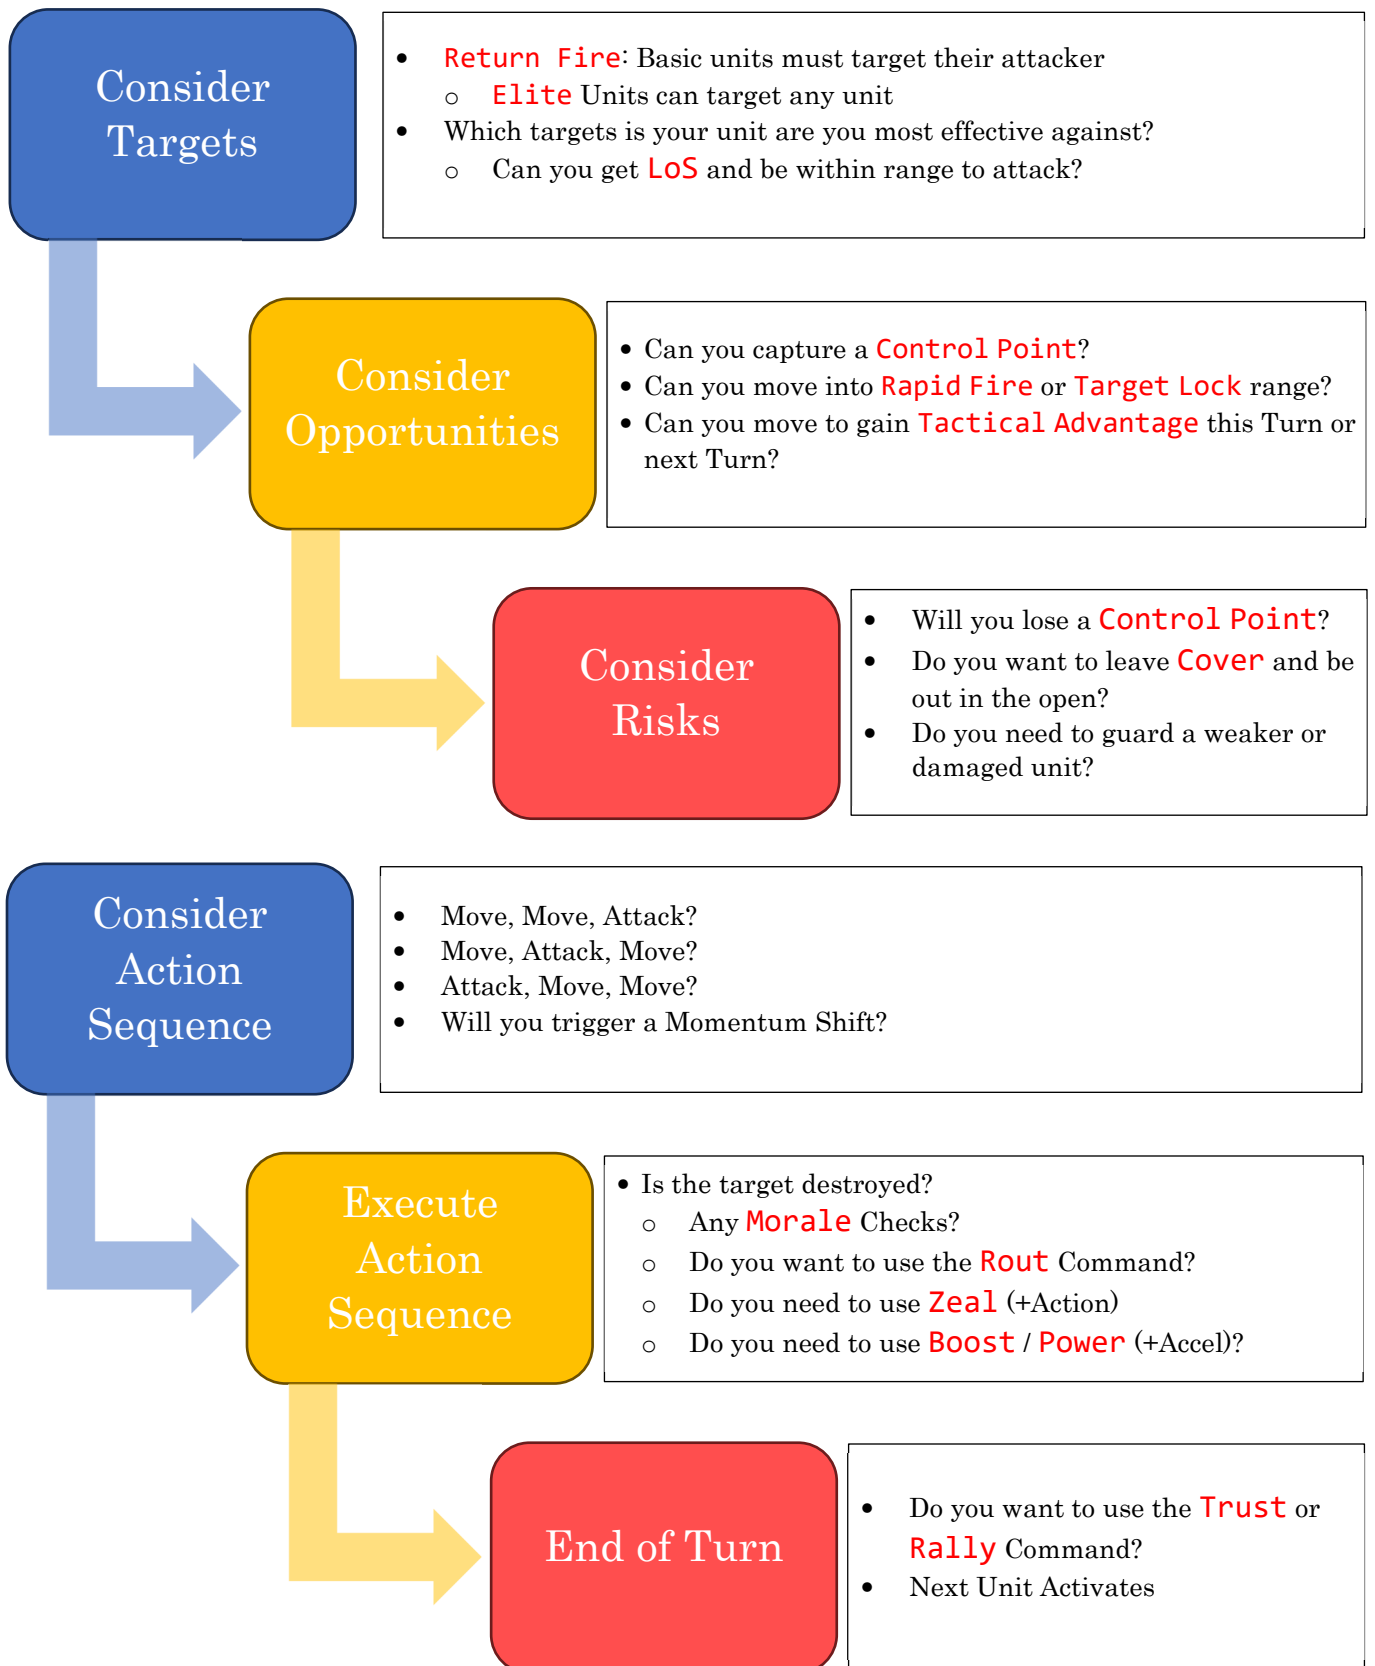 Consider
Targets
• Return Fire: Basic units must target their attacker
o Elite Units can target any unit
• Which targets is your unit are you most effective against?
o Can you get LoS and be within range to attack?
Consider
Opportunities
• Can you capture a Control Point?
• Can you move into Rapid Fire or Target Lock range?
• Can you move to gain Tactical Advantage this Turn or
next Turn?
Consider
Risks
• Will you lose a Control Point?
• Do you want to leave Cover and be
out in the open?
• Do you need to guard a weaker or
damaged unit?
Consider
Action
Sequence
• Move, Move, Attack?
• Move, Attack, Move?
• Attack, Move, Move?
• Will you trigger a Momentum Shift?
Execute
Action
Sequence
• Is the target destroyed?
o Any Morale Checks?
o Do you want to use the Rout Command?
o Do you need to use Zeal (+Action)
o Do you need to use Boost / Power (+Accel)?
End of Turn
• Do you want to use the Trust or
Rally Command?
• Next Unit Activates